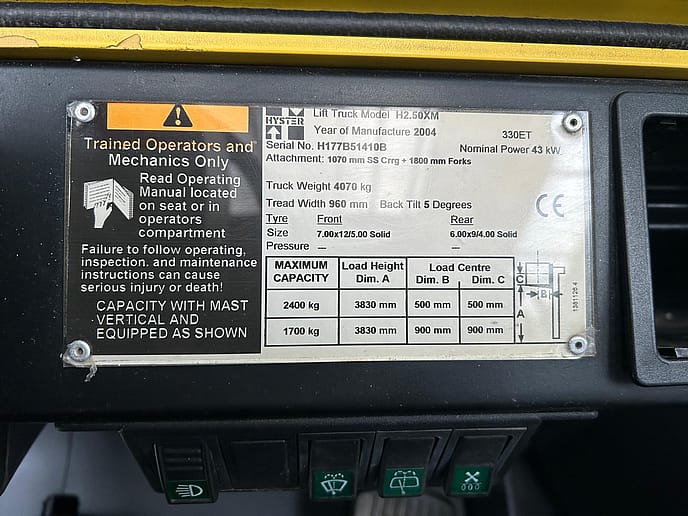 Trained Operators and
Mechanics Only
Read Operating
Manual located
on seat or in
operators
compartment
Failure to follow operating,
inspection, and maintenance
instructions can cause
serious injury or death!
CAPACITY WITH MAST
VERTICAL AND
EQUIPPED AS SHOWN
HYSTER
Lift Truck Model H2.50XM
Year of Manufacture 2004 330ET
Serial No. H177B51410B Nominal Power 43 kW
Attachment: 1070 mm SS Crrg + 1800 mm Forks
Truck Weight 4070 kg
Tread Width 960 mm Back Tilt 5 Degrees
CE
Tyre Front Rear
Size 7.00x12/5.00 Solid 6.00x9/4.00 Solid
Pressure — —
MAXIMUM CAPACITY Load Height Dim. A Load Centre Dim. B Dim. C
2400 kg 3830 mm 500 mm 500 mm
1700 kg 3830 mm 900 mm 900 mm
C
B
A